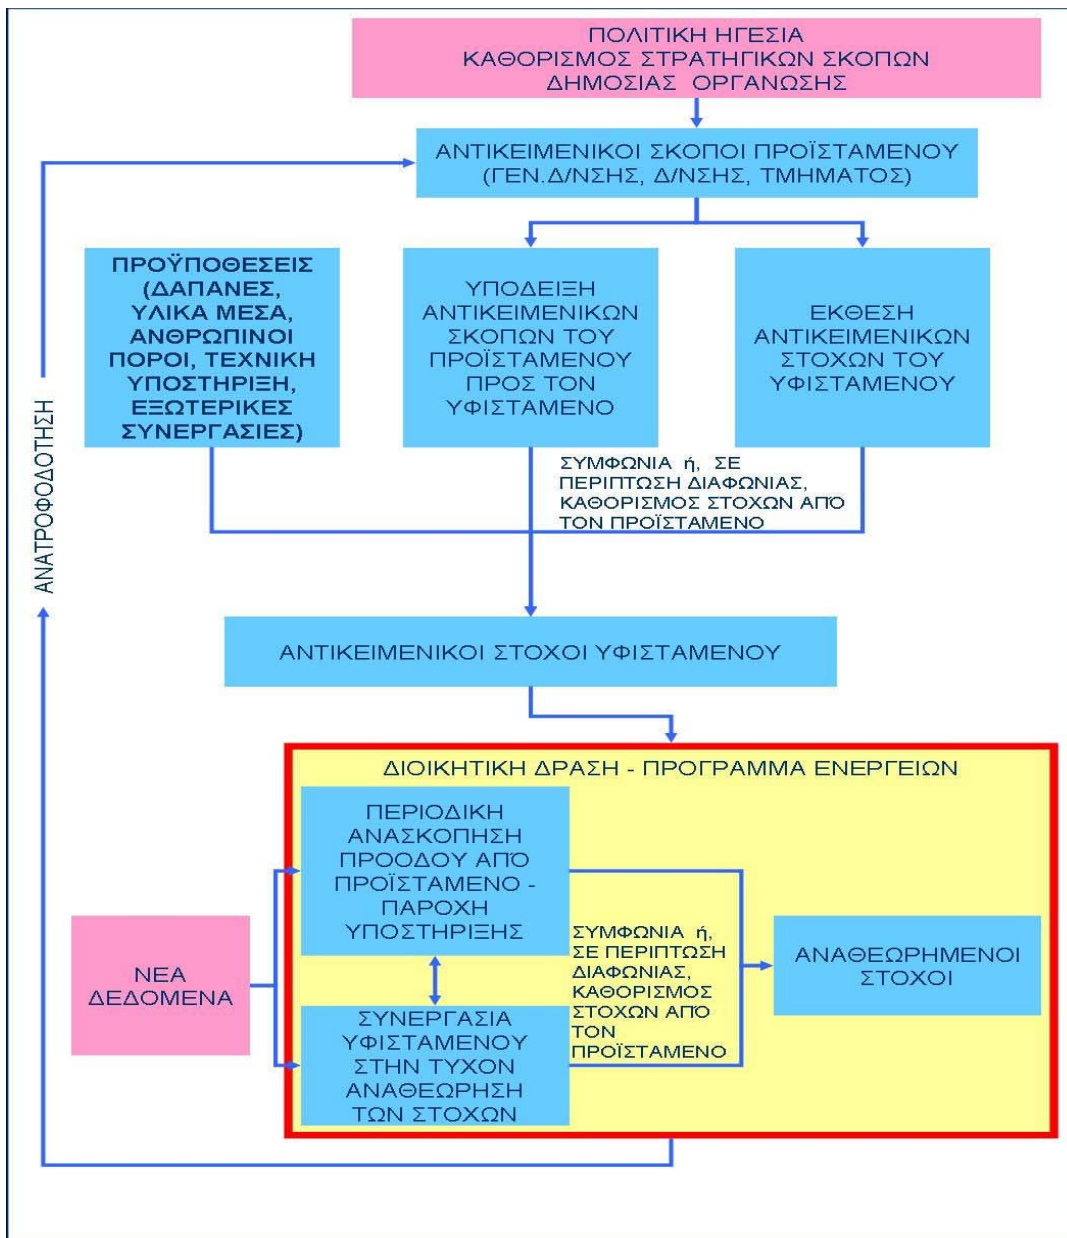 ΠΟΛΙΤΙΚΗ ΗΓΕΣΙΑ
ΚΑΘΟΡΙΣΜΟΣ ΣΤΡΑΤΗΓΙΚΩΝ ΣΚΟΠΩΝ
ΔΗΜΟΣΙΑΣ ΟΡΓΑΝΩΣΗΣ
ΑΝΤΙΚΕΙΜΕΝΙΚΟΙ ΣΚΟΠΟΙ ΠΡΟΪΣΤΑΜΕΝΟΥ
(ΓΕΝ.Δ/ΝΣΗΣ, Δ/ΝΣΗΣ, ΤΜΗΜΑΤΟΣ)
ΠΡΟΫΠΟΘΕΣΕΙΣ
(ΔΑΠΑΝΕΣ,
ΥΛΙΚΑ ΜΕΣΑ,
ΑΝΘΡΩΠΙΝΟΙ
ΠΟΡΟΙ, ΤΕΧΝΙΚΗ
ΥΠΟΣΤΗΡΙΞΗ,
ΕΞΩΤΕΡΙΚΕΣ
ΣΥΝΕΡΓΑΣΙΕΣ)
ΥΠΟΔΕΙΞΗ
ΑΝΤΙΚΕΙΜΕΝΙΚΩΝ
ΣΚΟΠΩΝ ΤΟΥ
ΠΡΟΪΣΤΑΜΕΝΟΥ
ΠΡΟΣ ΤΟΝ
ΥΦΙΣΤΑΜΕΝΟ
ΕΚΘΕΣΗ
ΑΝΤΙΚΕΙΜΕΝΙΚΩΝ
ΣΤΟΧΩΝ ΤΟΥ
ΥΦΙΣΤΑΜΕΝΟΥ
ΑΝΑΤΡΟΦΟΔΟΤΗΣΗ
ΣΥΜΦΩΝΙΑ ή, ΣΕ
ΠΕΡΙΠΤΩΣΗ ΔΙΑΦΩΝΙΑΣ,
ΚΑΘΟΡΙΣΜΟΣ ΣΤΟΧΩΝ ΑΠΌ
ΤΟΝ ΠΡΟΪΣΤΑΜΕΝΟ
ΑΝΤΙΚΕΙΜΕΝΙΚΟΙ ΣΤΟΧΟΙ ΥΦΙΣΤΑΜΕΝΟΥ
ΔΙΟΙΚΗΤΙΚΗ ΔΡΑΣΗ - ΠΡΟΓΡΑΜΜΑ ΕΝΕΡΓΕΙΩΝ
ΠΕΡΙΟΔΙΚΗ
ΑΝΑΣΚΟΠΗΣΗ
ΠΡΟΟΔΟΥ ΑΠΌ
ΠΡΟΪΣΤΑΜΕΝΟ -
ΠΑΡΟΧΗ
ΥΠΟΣΤΗΡΙΞΗΣ
ΝΕΑ
ΔΕΔΟΜΕΝΑ
ΣΥΜΦΩΝΙΑ ή,
ΣΕ ΠΕΡΙΠΤΩΣΗ
ΔΙΑΦΩΝΙΑΣ,
ΚΑΘΟΡΙΣΜΟΣ
ΣΤΟΧΩΝ ΑΠΌ
ΤΟΝ
ΠΡΟΪΣΤΑΜΕΝΟ
ΑΝΑΘΕΩΡΗΜΕΝΟΙ
ΣΤΟΧΟΙ
ΣΥΝΕΡΓΑΣΙΑ
ΥΦΙΣΤΑΜΕΝΟΥ
ΣΤΗΝ ΤΥΧΟΝ
ΑΝΑΘΕΩΡΗΣΗ
ΤΩΝ ΣΤΟΧΩΝ